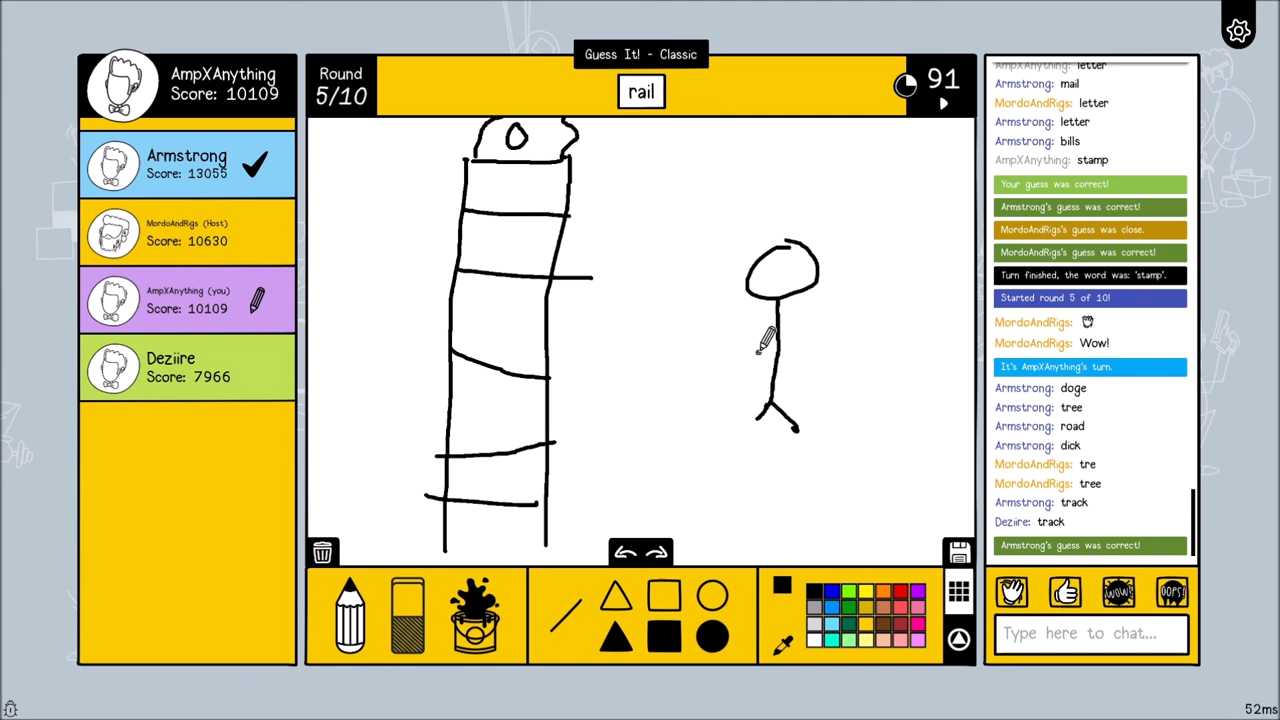 Guess It! - Classic
AmpXAnything
Score: 10109
Round
5/10
rail
91
Armstrong
Score: 13055
MordoAndRigs (Host)
Score: 10630
AmpXAnything (you)
Score: 10109
Deziire
Score: 7966
AmpXAnything: letter
Armstrong: mail
MordoAndRigs: letter
Armstrong: letter
Armstrong: bills
AmpXAnything: stamp
Your guess was correct!
Armstrong's guess was correct!
MordoAndRigs's guess was close.
MordoAndRigs's guess was correct!
Turn finished, the word was: 'stamp'.
Started round 5 of 10!
MordoAndRigs:
MordoAndRigs: Wow!
It's AmpXAnything's turn.
Armstrong: doge
Armstrong: tree
Armstrong: road
Armstrong: dick
MordoAndRigs: tre
MordoAndRigs: tree
Armstrong: track
Deziire: track
Armstrong's guess was correct!
WOW!
OOPS!
Type here to chat...
52ms